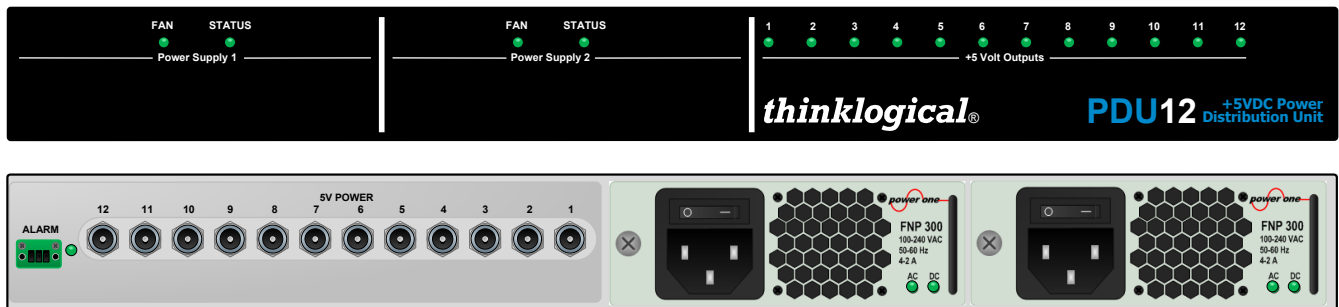 FAN STATUS
Power Supply 1
FAN STATUS
Power Supply 2
1 2 3 4 5 6 7 8 9 10 11 12
+5 Volt Outputs
thinklogical®
PDU12 +5VDC Power
Distribution Unit
5V POWER
12 11 10 9 8 7 6 5 4 3 2 1
ALARM
power one
FNP 300
100-240 VAC
50-60 Hz
4-2 A
AC DC
power one
FNP 300
100-240 VAC
50-60 Hz
4-2 A
AC DC